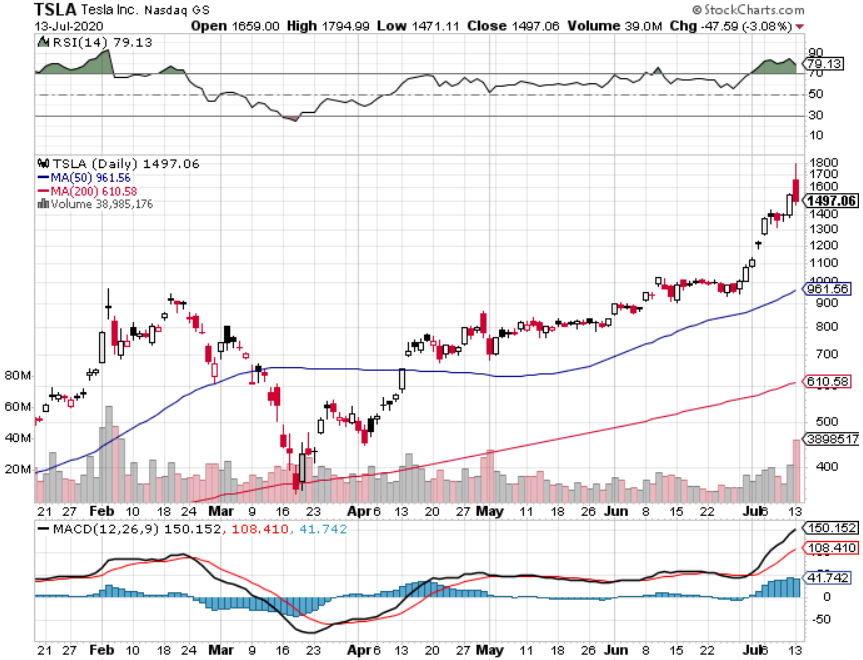 TSLA Tesla Inc. Nasdaq GS © StockCharts.com
13-Jul-2020 Open 1659.00 High 1794.99 Low 1471.11 Close 1497.06 Volume 39.0M Chg -47.59 (-3.08%)
RSI(14) 79.13
90
79.13
70
50
30
10
TSLA (Daily) 1497.06
MA(50) 961.56
MA(200) 610.58
Volume 38,985,176
1800
1700
1600
1497.06
1400
1300
1200
1100
1000
961.56
900
800
700
610.58
500
3898517
400
80M
60M
40M
20M
21 27 Feb 10 18 24 Mar 9 16 23 Apr 6 13 20 27 May 11 18 26 Jun 8 15 22 Jul 6 13
MACD(12,26,9) 150.152, 108.410, 41.742
150.152
108.410
50
41.742
0
-50
21 27 Feb 10 18 24 Mar 9 16 23 Apr 6 13 20 27 May 11 18 26 Jun 8 15 22 Jul 6 13